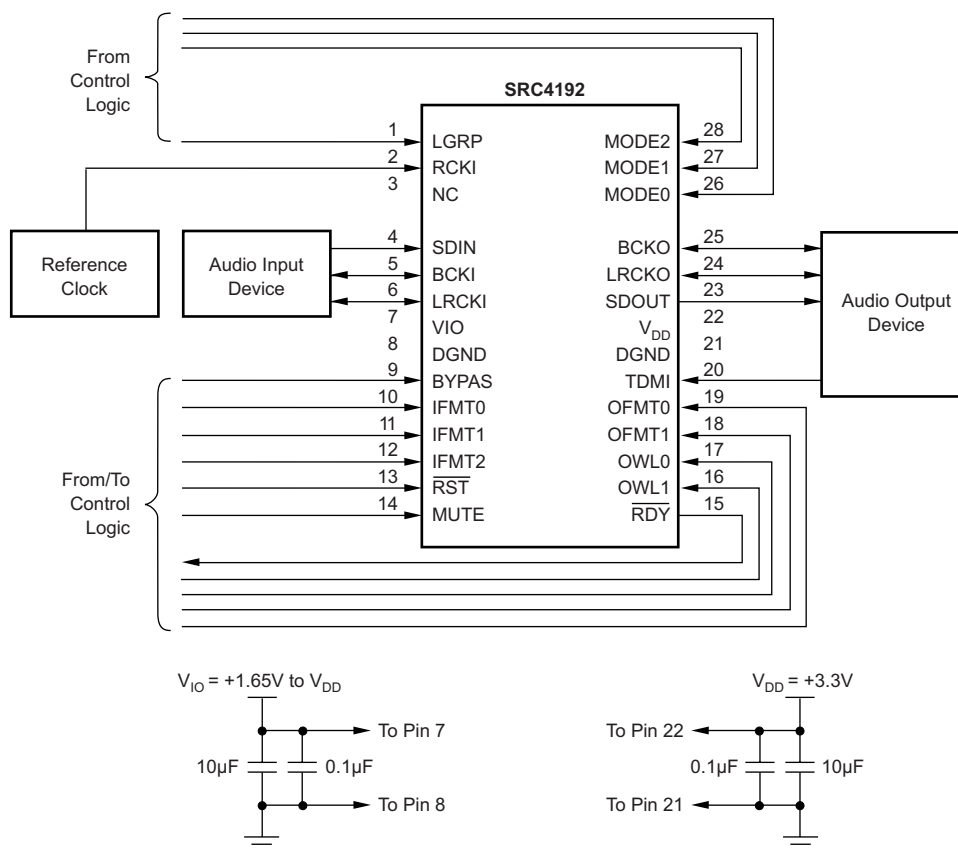 From
Control
Logic
SRC4192
1 LGRP
2 RCKI
3 NC
4 SDIN
5 BCKI
6 LRCKI
7 VIO
8 DGND
9 BYPAS
10 IFMT0
11 IFMT1
12 IFMT2
13 RST
14 MUTE
MODE2 28
MODE1 27
MODE0 26
BCKO 25
LRCKO 24
SDOUT 23
VDD 22
DGND 21
TDMI 20
OFMT0 19
OFMT1 18
OWL0 17
OWL1 16
RDY 15
Reference
Clock
Audio Input
Device
Audio Output
Device
From/To
Control
Logic
VIO = +1.65V to VDD
To Pin 7
10µF 0.1µF
To Pin 8
VDD = +3.3V
To Pin 22
0.1µF 10µF
To Pin 21